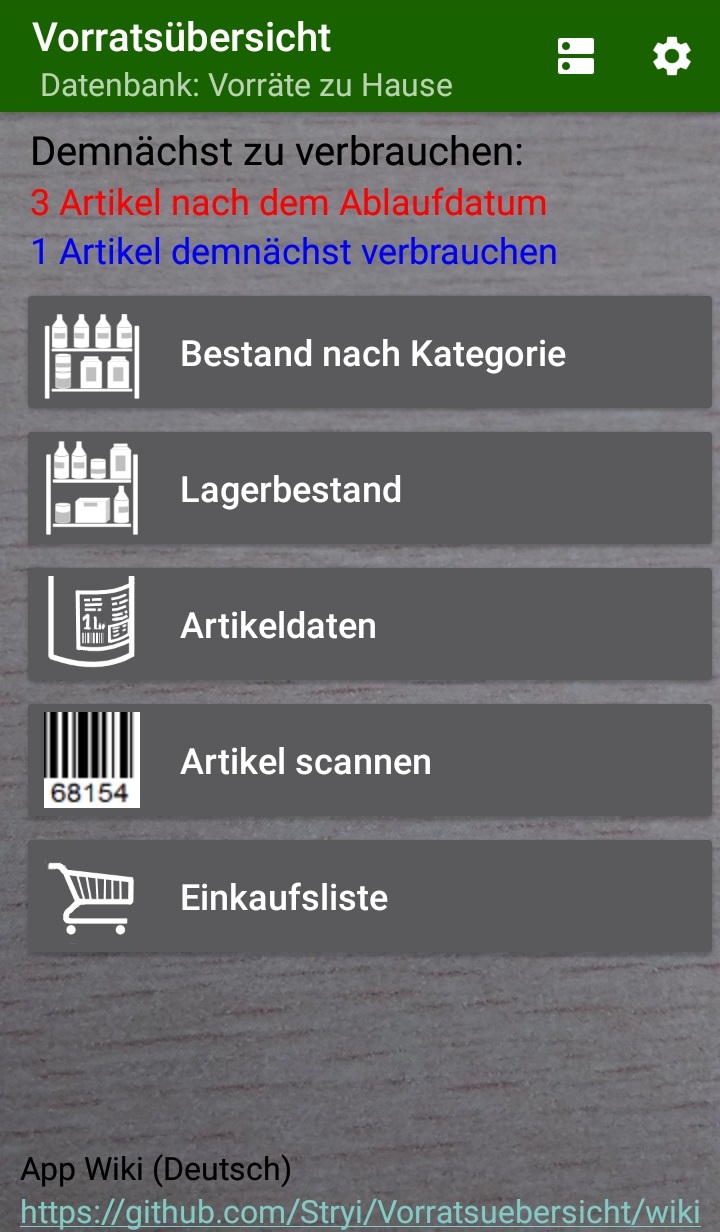 Vorratsübersicht
Datenbank: Vorräte zu Hause
Demnächst zu verbrauchen:
3 Artikel nach dem Ablaufdatum
1 Artikel demnächst verbrauchen
Bestand nach Kategorie
Lagerbestand
1L.
Artikeldaten
68154
Artikel scannen
Einkaufsliste
App Wiki (Deutsch)
https://github.com/Stryi/Vorratsuebersicht/wiki